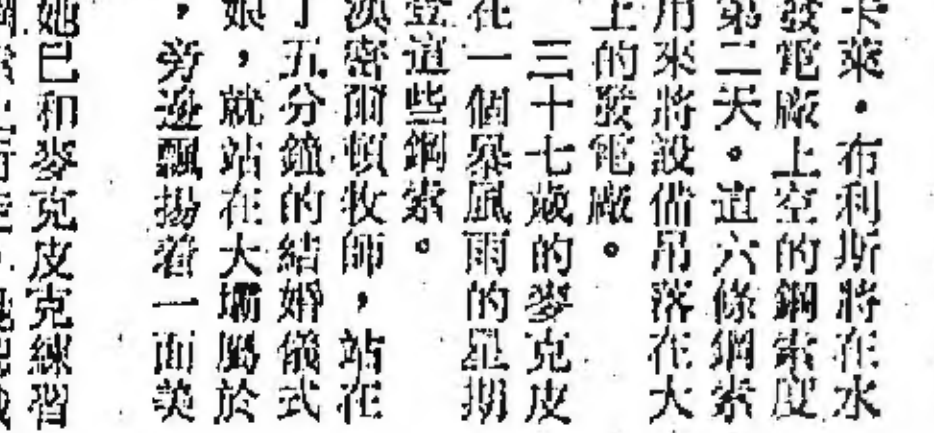 卡萊・布利斯將在水
發電廠上空的鋼索度
第二天。這六條鋼索
用來將設備吊落在大
上的發電廠。
三十七歲的麥克皮
在一個暴風雨的星期
登這些鋼索。
漢密爾頓牧師，站在
了五分鐘的結婚儀式
娘，就站在大壩屬於
，旁邊飄揚着一面美
她已和麥克皮克練習